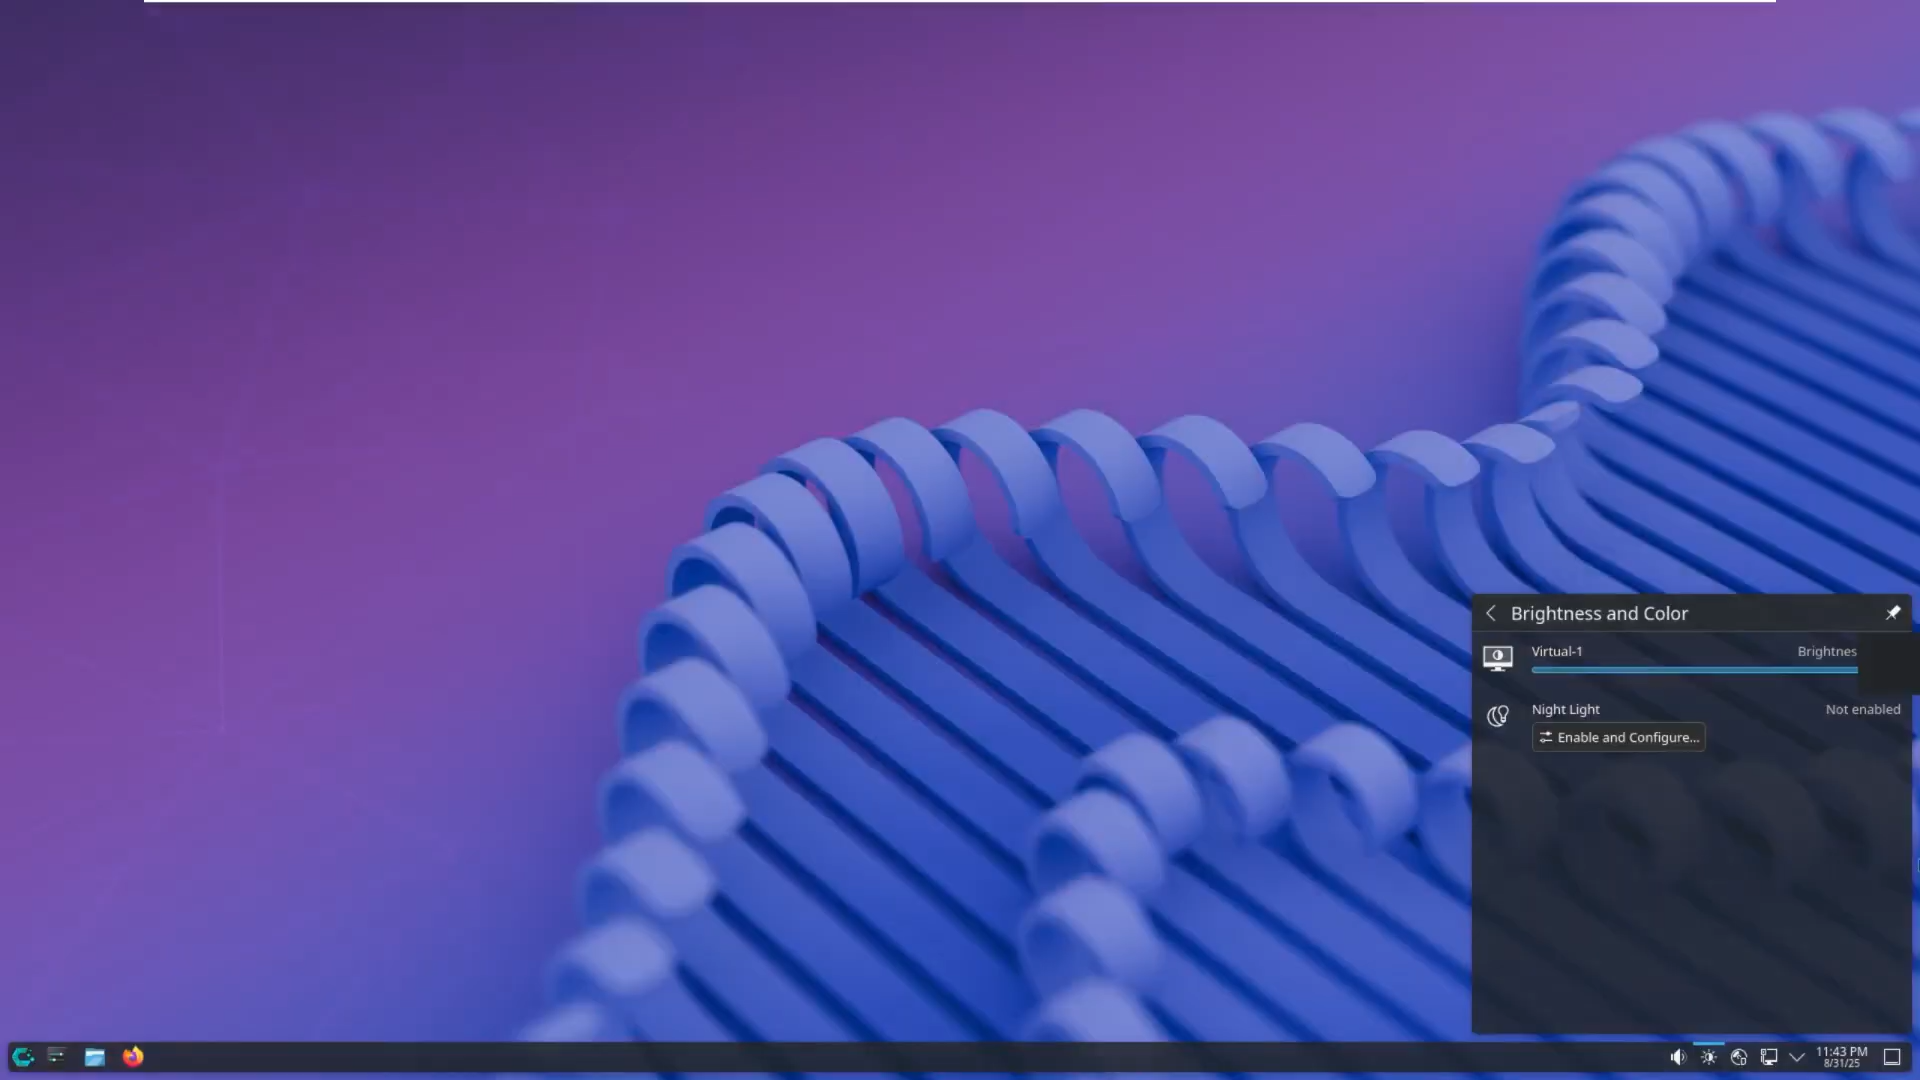 Brightness and Color
Virtual-1 Brightnes
Night Light Not enabled
Enable and Configure...
11:43 PM
8/31/25